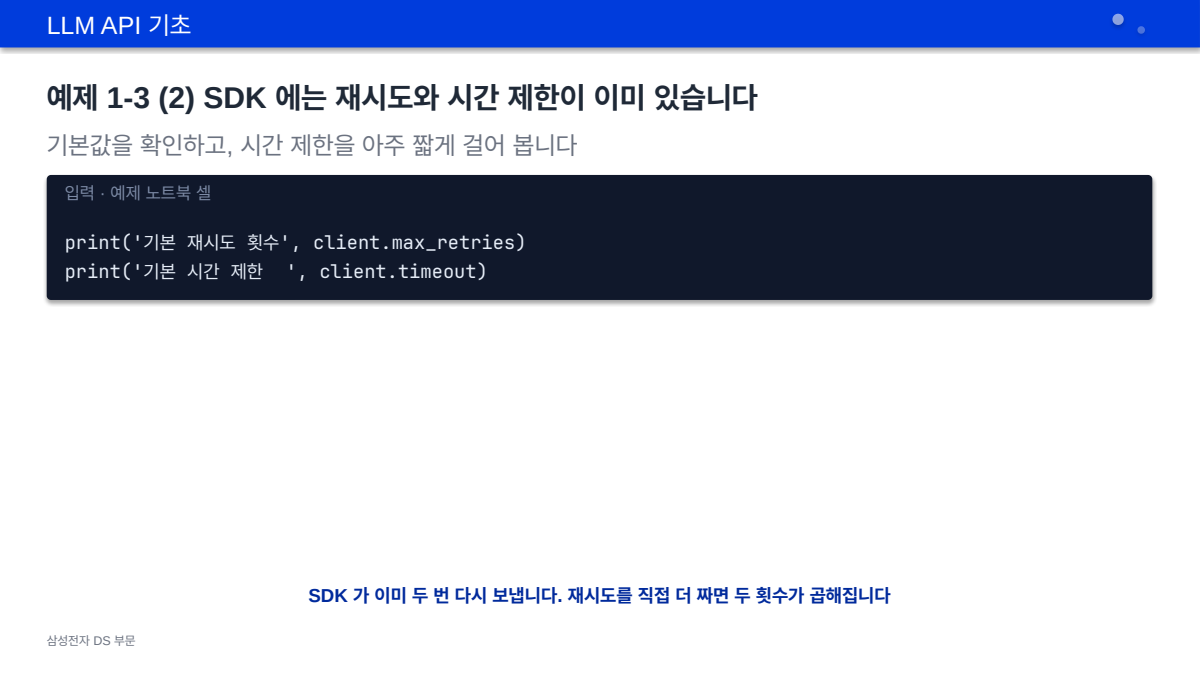 LLM API 기초
예제 1-3 (2) SDK 에는 재시도와 시간 제한이 이미 있습니다
기본값을 확인하고, 시간 제한을 아주 짧게 걸어 봅니다
입력 · 예제 노트북 셀
print('기본 재시도 횟수', client.max_retries)
print('기본 시간 제한  ', client.timeout)
SDK 가 이미 두 번 다시 보냅니다. 재시도를 직접 더 짜면 두 횟수가 곱해집니다
삼성전자 DS 부문